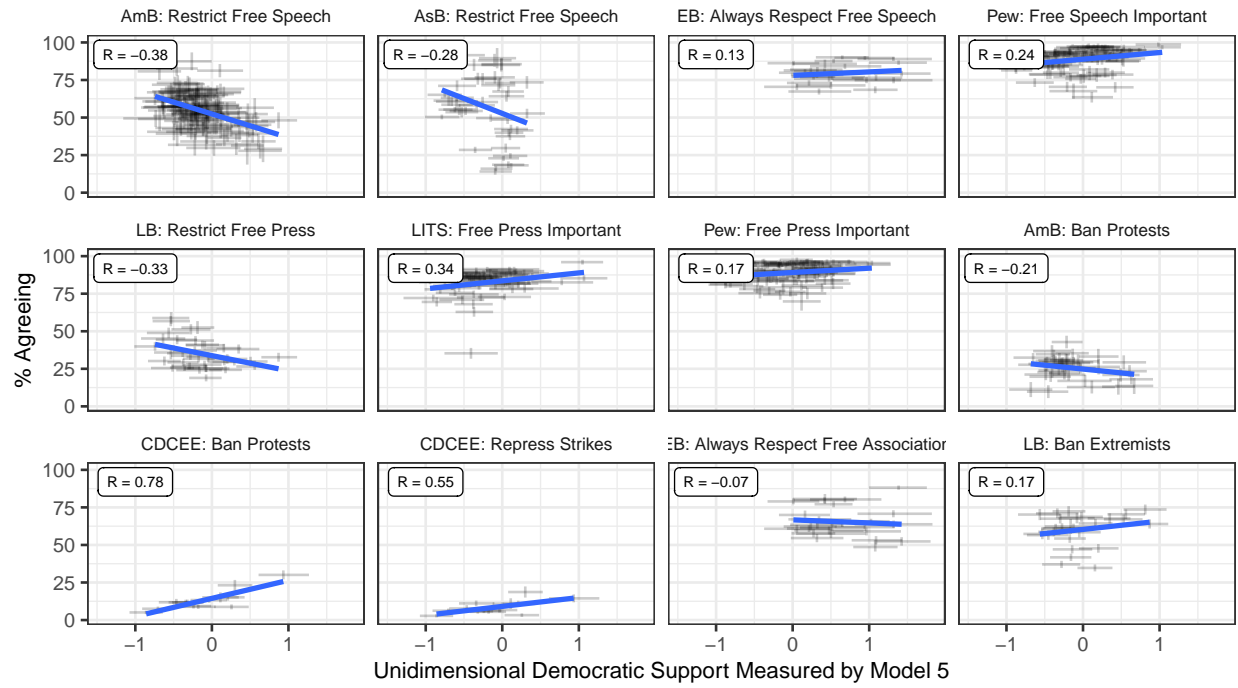 AmB: Restrict Free Speech
AsB: Restrict Free Speech
EB: Always Respect Free Speech
Pew: Free Speech Important
100
75
50
25
0
R = −0.38
R = −0.28
R = 0.13
R = 0.24
LB: Restrict Free Press
LITS: Free Press Important
Pew: Free Press Important
AmB: Ban Protests
100
75
50
25
0
R = −0.33
R = 0.34
R = 0.17
R = −0.21
% Agreeing
CDCEE: Ban Protests
CDCEE: Repress Strikes
EB: Always Respect Free Association
LB: Ban Extremists
100
75
50
25
0
R = 0.78
R = 0.55
R = −0.07
R = 0.17
−1 0 1
−1 0 1
−1 0 1
−1 0 1
Unidimensional Democratic Support Measured by Model 5